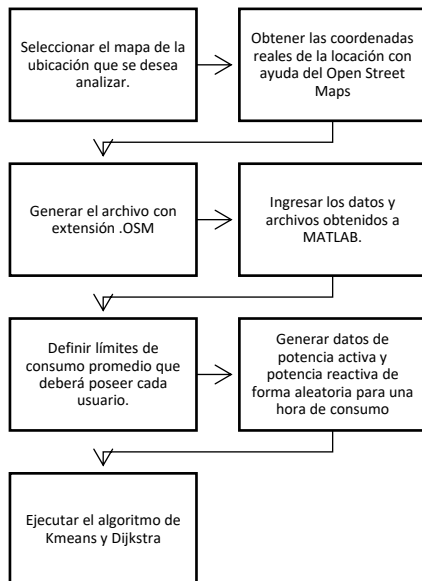 Seleccionar el mapa de la
ubicación que se desea
analizar.
Obtener las coordenadas
reales de la locación con
ayuda del Open Street
Maps
Generar el archivo con
extensión .OSM
Ingresar los datos y
archivos obtenidos a
MATLAB.
Definir límites de
consumo promedio que
deberá poseer cada
usuario.
Generar datos de
potencia activa y
potencia reactiva de
forma aleatoria para una
hora de consumo
Ejecutar el algoritmo de
Kmeans y Dijkstra